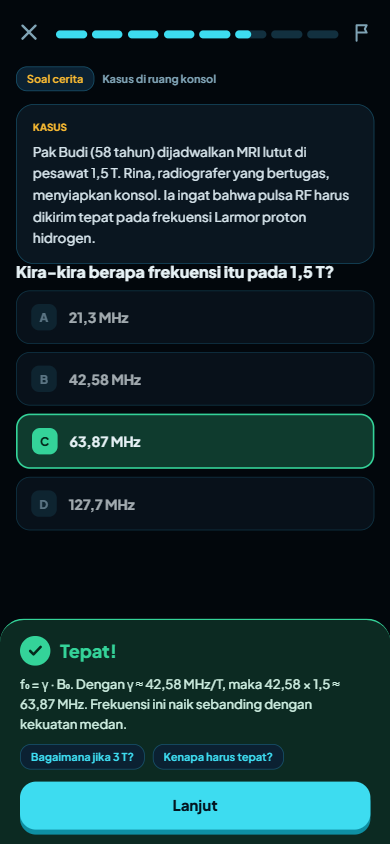 Soal cerita
Kasus di ruang konsol
KASUS
Pak Budi (58 tahun) dijadwalkan MRI lutut di
pesawat 1,5 T. Rina, radiografer yang bertugas,
menyiapkan konsol. Ia ingat bahwa pulsa RF harus
dikirim tepat pada frekuensi Larmor proton
hidrogen.
Kira-kira berapa frekuensi itu pada 1,5 T?
A 21,3 MHz
B 42,58 MHz
C 63,87 MHz
D 127,7 MHz
Tepat!
f₀ = γ · B₀. Dengan γ ≈ 42,58 MHz/T, maka 42,58 × 1,5 ≈
63,87 MHz. Frekuensi ini naik sebanding dengan
kekuatan medan.
Bagaimana jika 3 T?
Kenapa harus tepat?
Lanjut